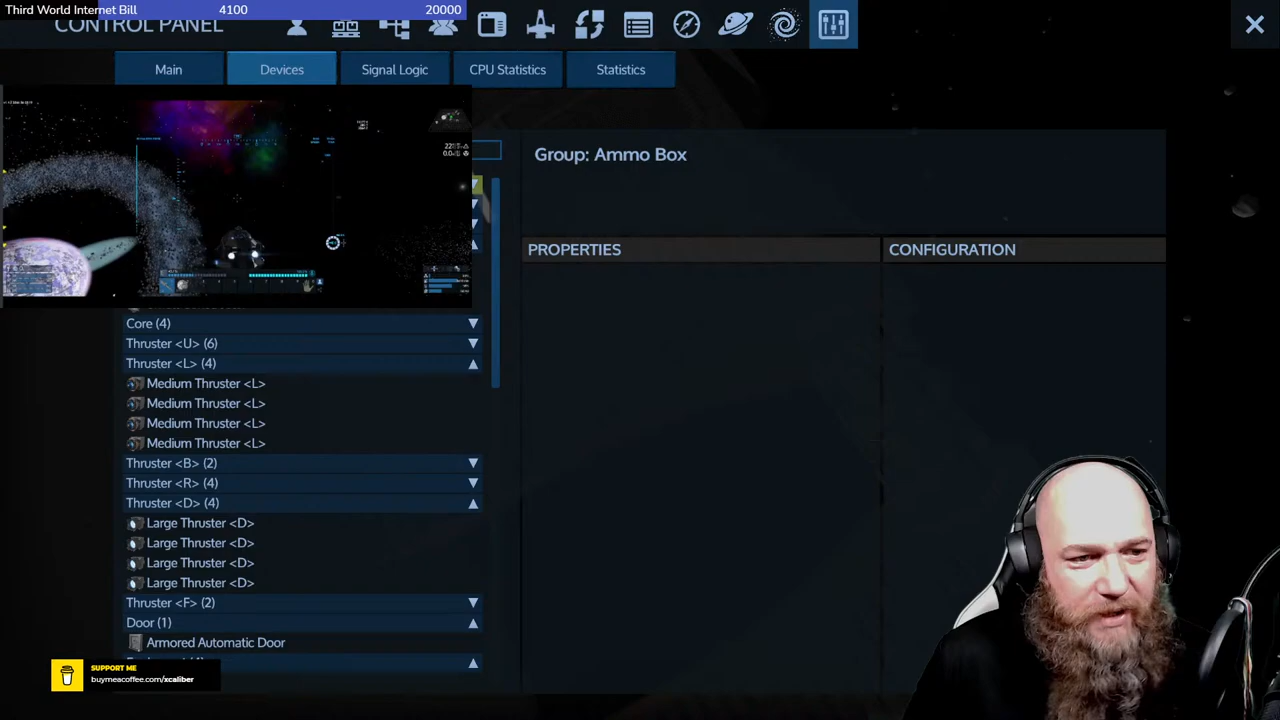 Third World Internet Bill 4100 20000
CONTROL PANEL
Main Devices Signal Logic CPU Statistics Statistics
Group: Ammo Box
PROPERTIES CONFIGURATION
Core (4)
Thruster <U> (6)
Thruster <L> (4)
Medium Thruster <L>
Medium Thruster <L>
Medium Thruster <L>
Medium Thruster <L>
Thruster <B> (2)
Thruster <R> (4)
Thruster <D> (4)
Large Thruster <D>
Large Thruster <D>
Large Thruster <D>
Large Thruster <D>
Thruster <F> (2)
Door (1)
Armored Automatic Door
SUPPORT ME
buymeacoffee.com/xcaliber